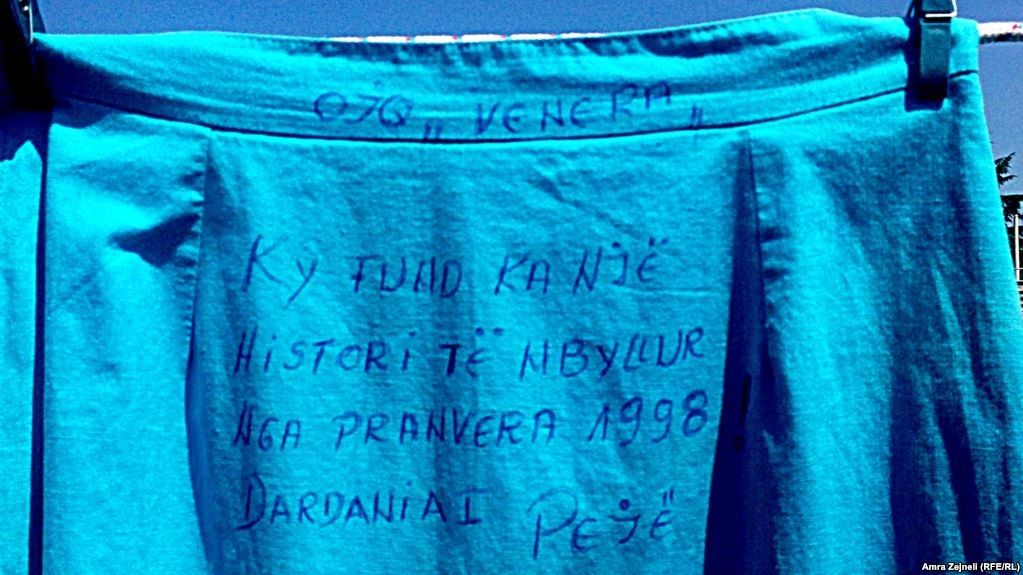 OJQ „ VENERA „
KY FUND KA NJË
HISTORI TË MBYLLUR
NGA PRANVERA 1998 !
DARDANIA I PEJË
Amra Zejneli (RFE/RL)